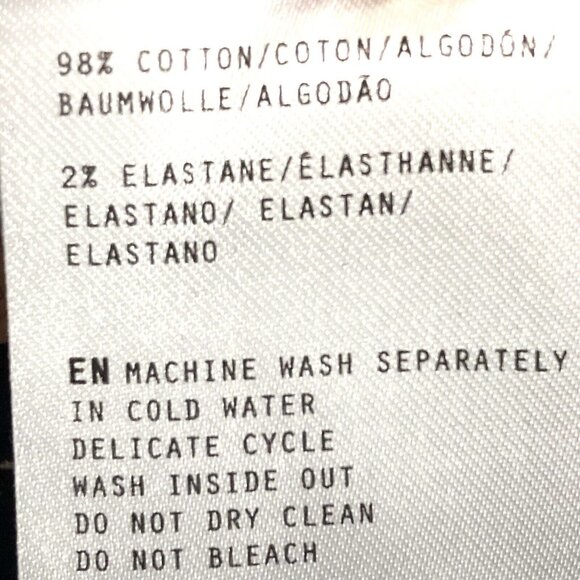 98% COTTON/COTON/ALGODÓN/
BAUMWOLLE/ALGODÃO
2% ELASTANE/ÉLASTHANNE/
ELASTANO/ ELASTAN/
ELASTANO
EN MACHINE WASH SEPARATELY
IN COLD WATER
DELICATE CYCLE
WASH INSIDE OUT
DO NOT DRY CLEAN
DO NOT BLEACH